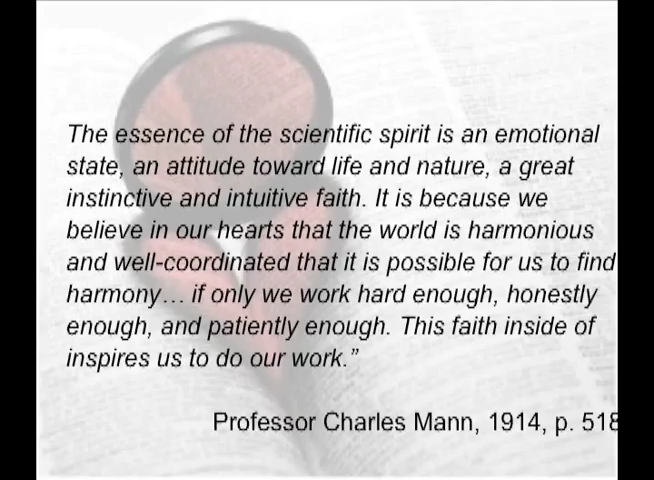 The essence of the scientific spirit is an emotional
state, an attitude toward life and nature, a great
instinctive and intuitive faith. It is because we
believe in our hearts that the world is harmonious
and well-coordinated that it is possible for us to find
harmony… if only we work hard enough, honestly
enough, and patiently enough. This faith inside of
inspires us to do our work.”
Professor Charles Mann, 1914, p. 518